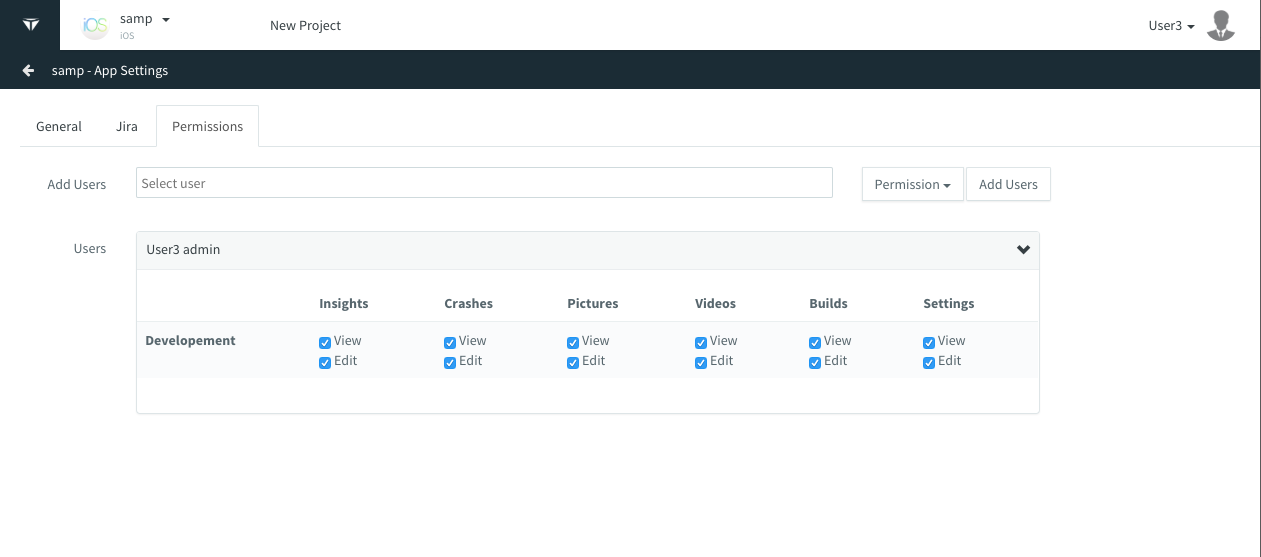 samp
iOS
ios
New Project
User3
samp - App Settings
General
Jira
Permissions
Add Users
Select user
Permission
Add Users
Users
User3 admin
Insights Crashes Pictures Videos Builds Settings
Developement View View View View View View
Edit Edit Edit Edit Edit Edit